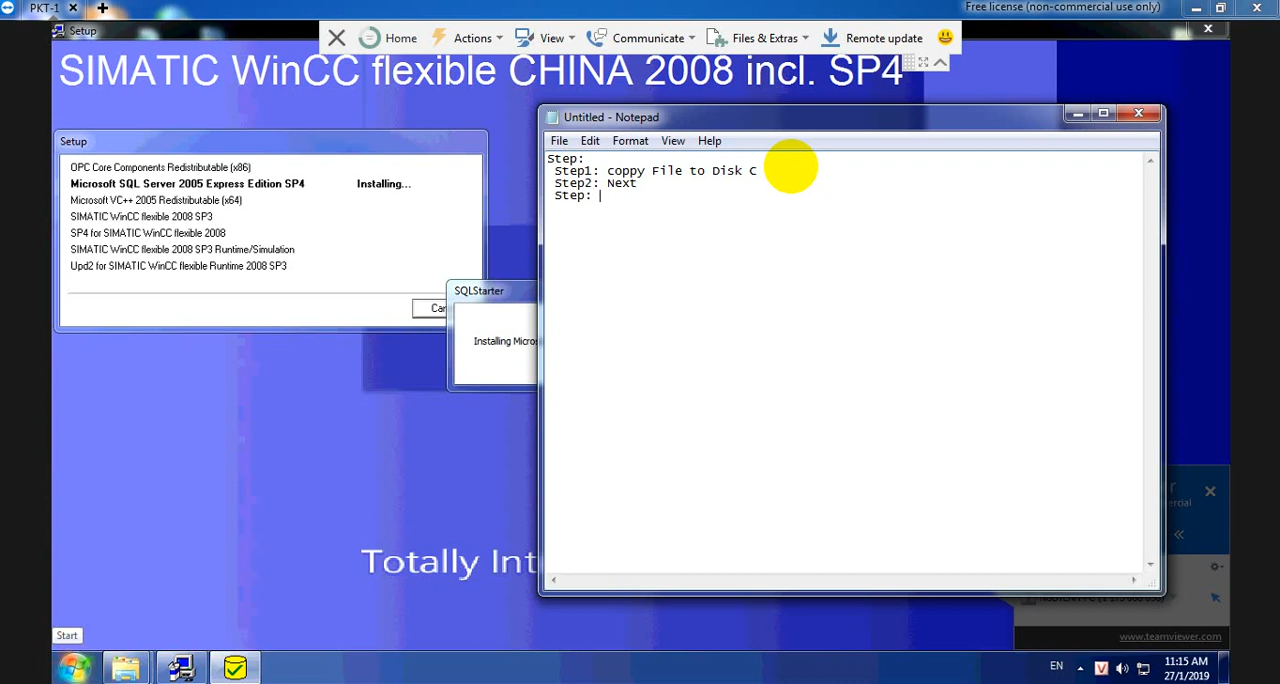 PKT-1
Free license (non-commercial use only)
Setup
Home
Actions
View
Communicate
Files & Extras
Remote update
SIMATIC WinCC flexible CHINA 2008 incl. SP4
Setup
OPC Core Components Redistributable (x86)
Microsoft SQL Server 2005 Express Edition SP4 Installing...
Microsoft VC++ 2005 Redistributable (x64)
SIMATIC WinCC flexible 2008 SP3
SP4 for SIMATIC WinCC flexible 2008
SIMATIC WinCC flexible 2008 SP3 Runtime/Simulation
Upd2 for SIMATIC WinCC flexible Runtime 2008 SP3
Car
SQLStarter
Installing Micros
Untitled - Notepad
File Edit Format View Help
Step:
Step1: coppy File to Disk C
Step2: Next
Step:
Totally Int
www.teamviewer.com
Start
EN
11:15 AM
27/1/2019